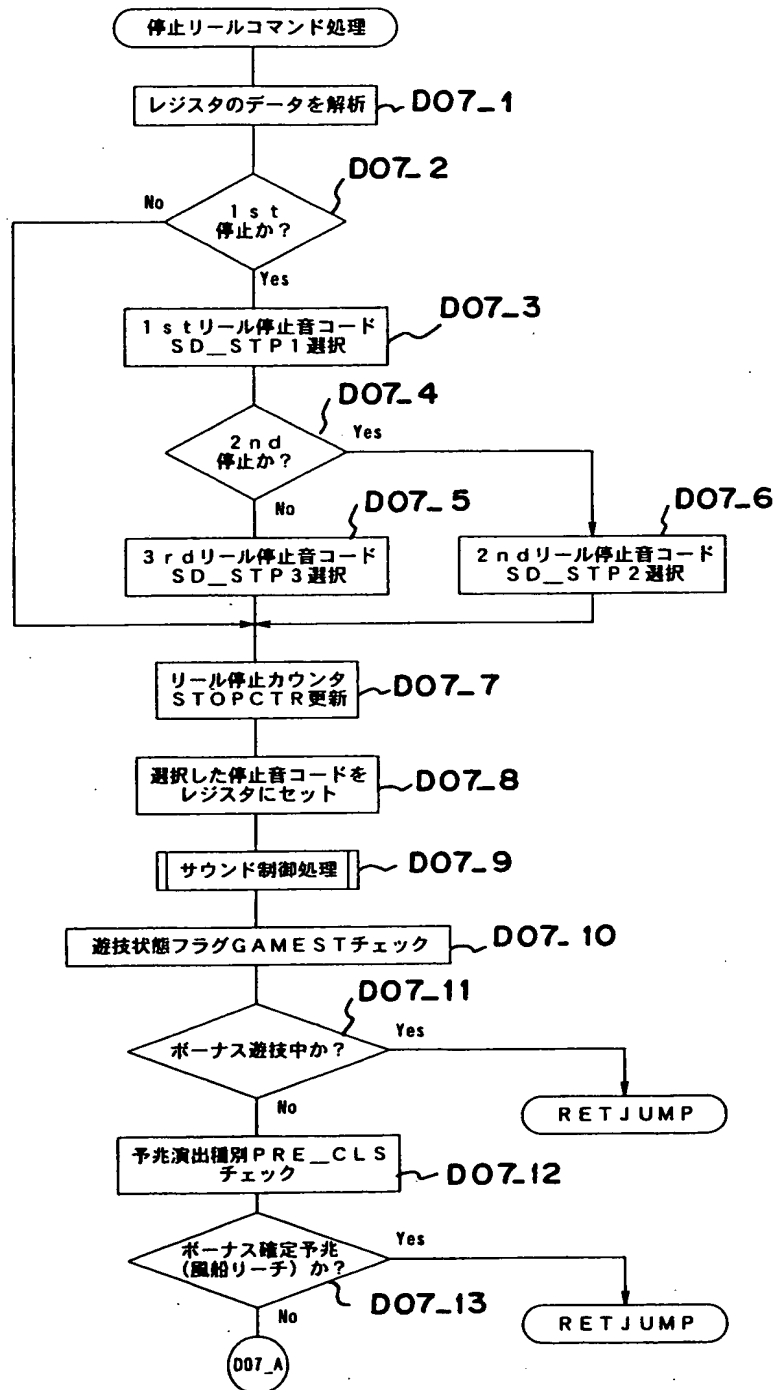 停止リールコマンド処理
レジスタのデータを解析
D07_1
D07_2
No
1st
停止か?
Yes
D07_3
1stリール停止音コード
SD__STP1選択
D07_4
Yes
2nd
停止か?
No
D07_5
D07_6
3rdリール停止音コード
SD__STP3選択
2ndリール停止音コード
SD__STP2選択
リール停止カウンタ
STOPCTR更新
D07_7
選択した停止音コードを
レジスタにセット
D07_8
サウンド制御処理
D07_9
遊技状態フラグGAMESTチェック
D07_10
D07_11
Yes
ボーナス遊技中か?
RETJUMP
No
予兆演出種別PRE__CLS
チェック
D07_12
Yes
ボーナス確定予兆
(風船リーチ)か?
D07_13
RETJUMP
No
D07_A